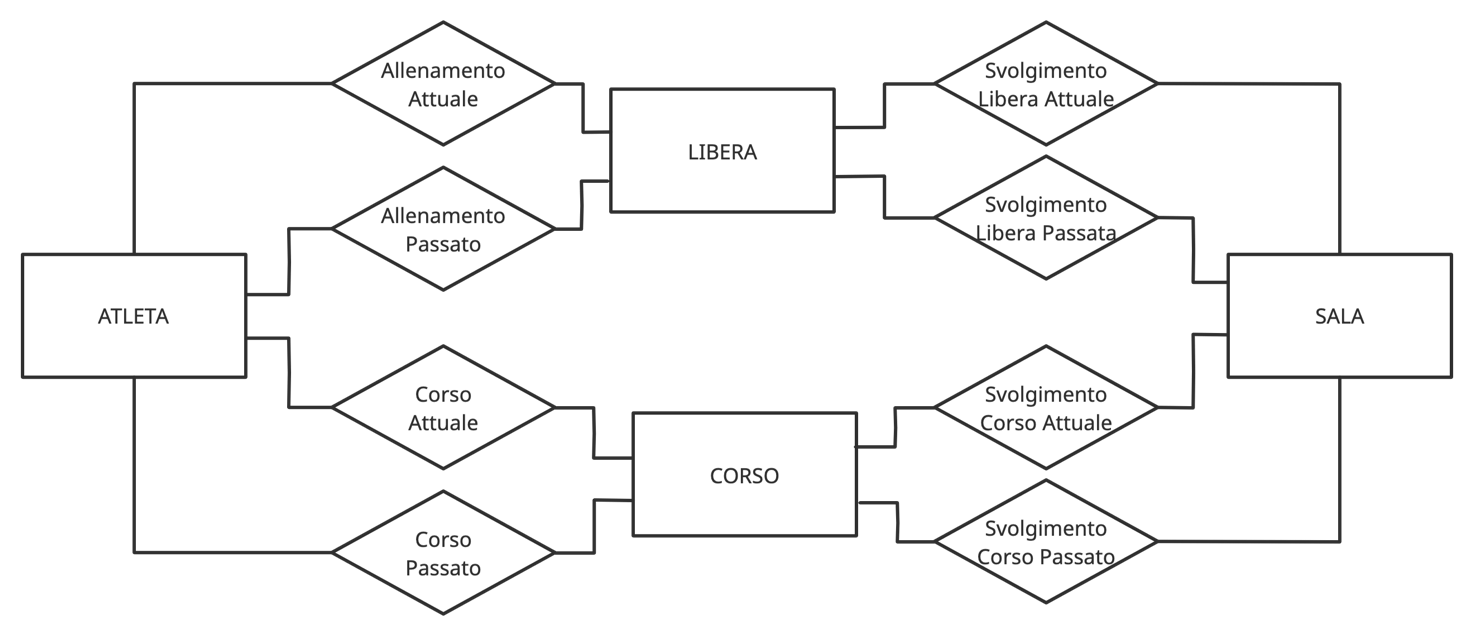 Allenamento
Attuale
Svolgimento
Libera Attuale
LIBERA
Allenamento
Passato
Svolgimento
Libera Passata
ATLETA
SALA
Corso
Attuale
Svolgimento
Corso Attuale
CORSO
Corso
Passato
Svolgimento
Corso Passato